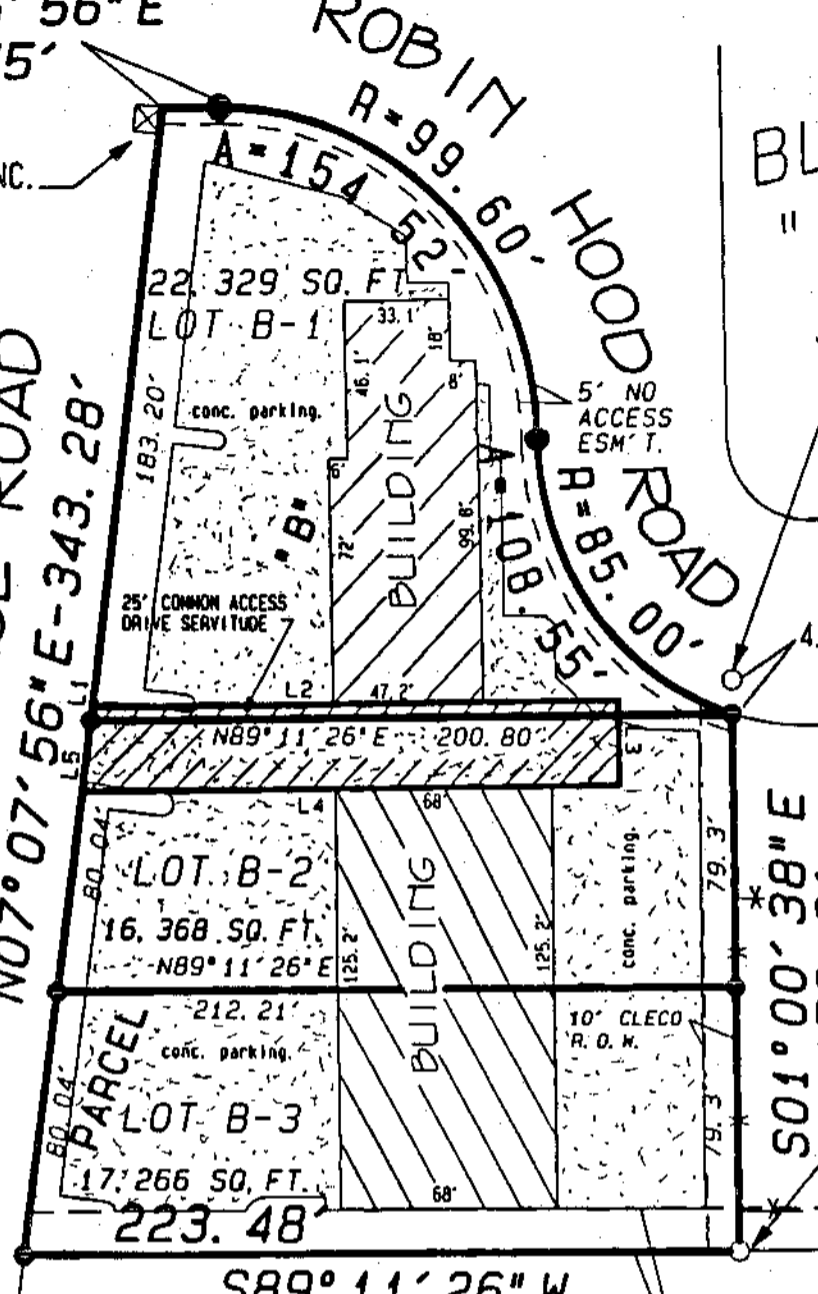 56"E
5'
ROBIN HOOD ROAD
R=99.60'
A=154.52'
NC.
BL
"
22,329 SQ. FT.
LOT B-1
33.1'
18'
8'
46.1'
6'
72'
99.8'
47.2'
conc. parking.
183.20'
BUILDING
"B"
5' NO
ACCESS
ESM'T.
A=108.55'
R=85.00'
ROAD
N07°07'56"E-343.28'
25' COMMON ACCESS
DRIVE SERVITUDE
L1
L2
L3
L4
L5
4.
N89°11'26"E - 200.80'
68'
80.04'
LOT B-2
16,368 SQ. FT.
N89°11'26"E
212.21'
125.2'
125.2'
BUILDING
conc. parking.
79.3'
S01°00'38"E
10' CLECO
R.O.W.
PARCEL
conc. parking.
80.04'
LOT B-3
17,266 SQ. FT.
68'
79.3'
223.48'
S89°11'26"W